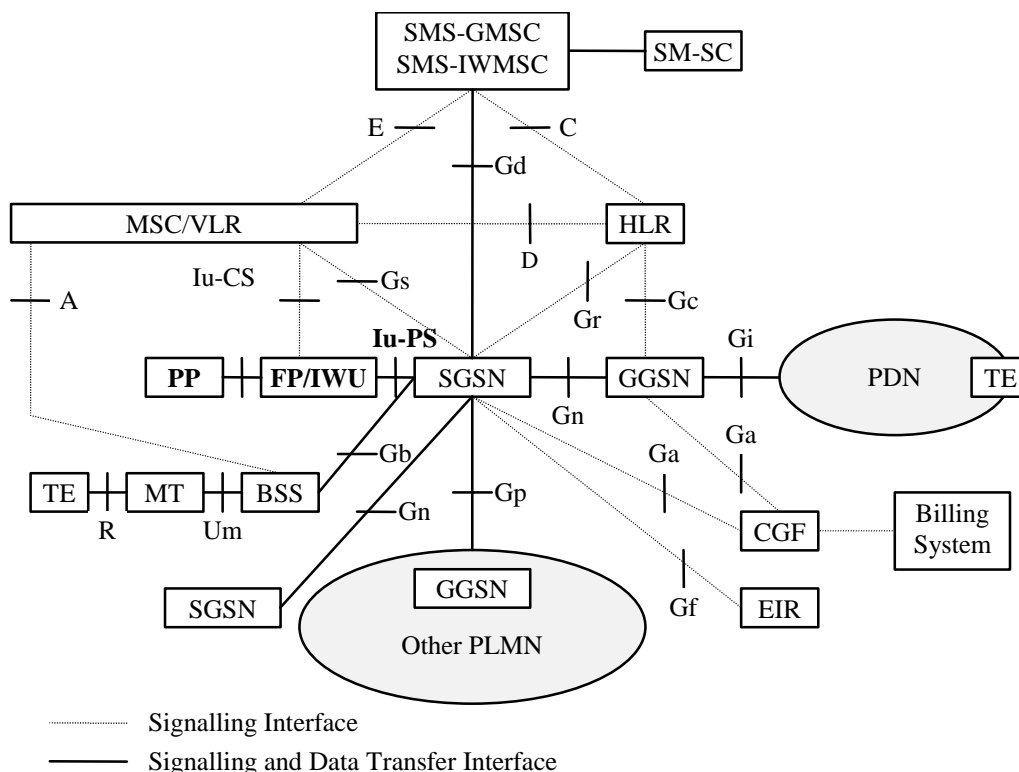 SMS-GMSC
SMS-IWMSC
SM-SC
E
C
Gd
MSC/VLR
HLR
D
A
Iu-CS
Gs
Gr
Gc
Iu-PS
Gi
PP
FP/IWU
SGSN
GGSN
PDN
TE
Gn
Ga
Gb
Ga
TE
MT
BSS
Gn
Gp
R
Um
CGF
Billing
System
SGSN
GGSN
Gf
EIR
Other PLMN
Signalling Interface
Signalling and Data Transfer Interface